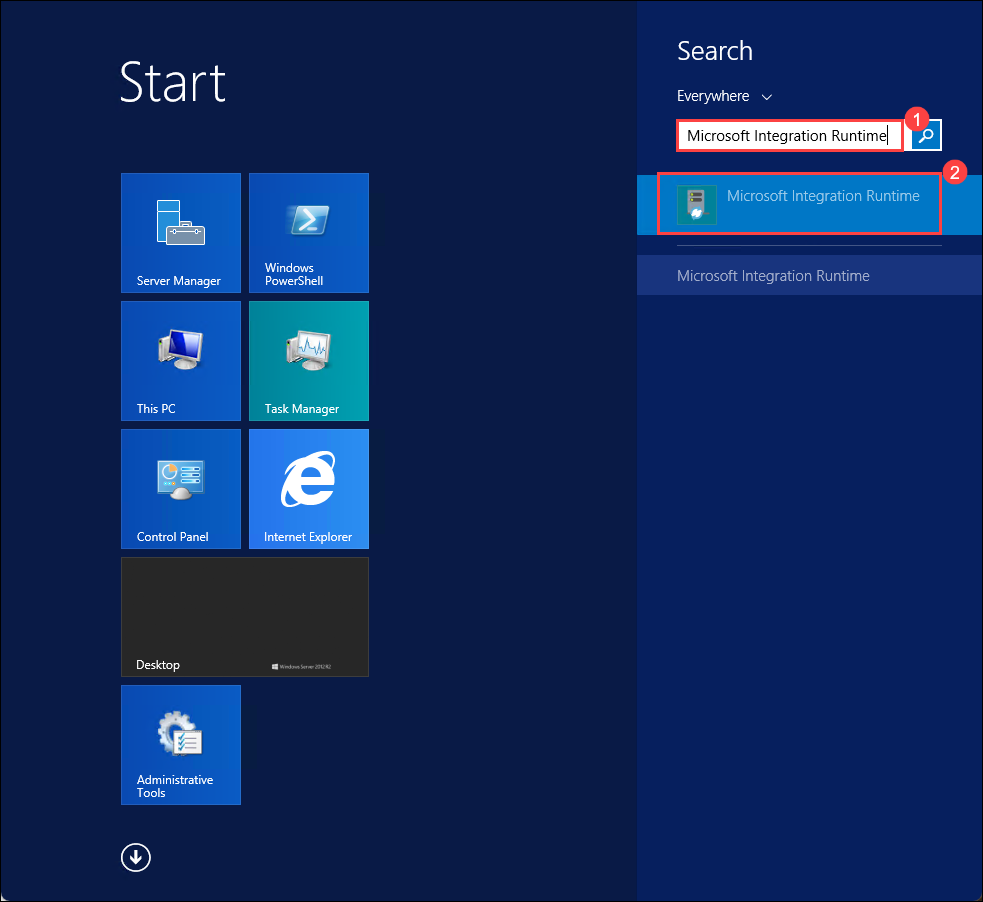 Start
Server Manager
Windows
PowerShell
This PC
Task Manager
Control Panel
Internet Explorer
Desktop
Windows Server 2012 R2
Administrative
Tools
Search
Everywhere
Microsoft Integration Runtime
1
2
Microsoft Integration Runtime
Microsoft Integration Runtime